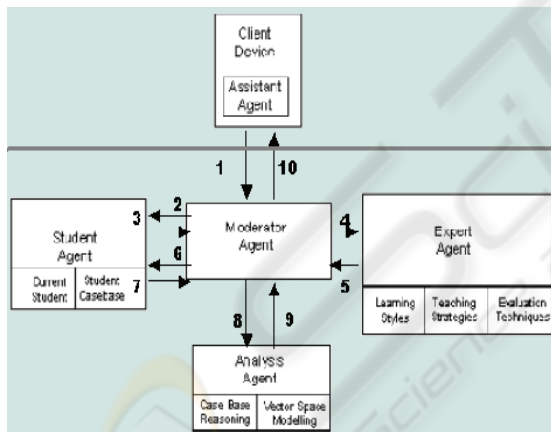 Client
Device
Assistant
Agent
1
10
2
3
4
Student
Agent
Moderator
Agent
Expert
Agent
6
5
7
Current
Student
Student
Casebase
Learning
Styles
Teaching
Strategies
Evaluation
Techniques
8
9
Analysis
Agent
Case Base
Reasoning
Vector Space
Modelling